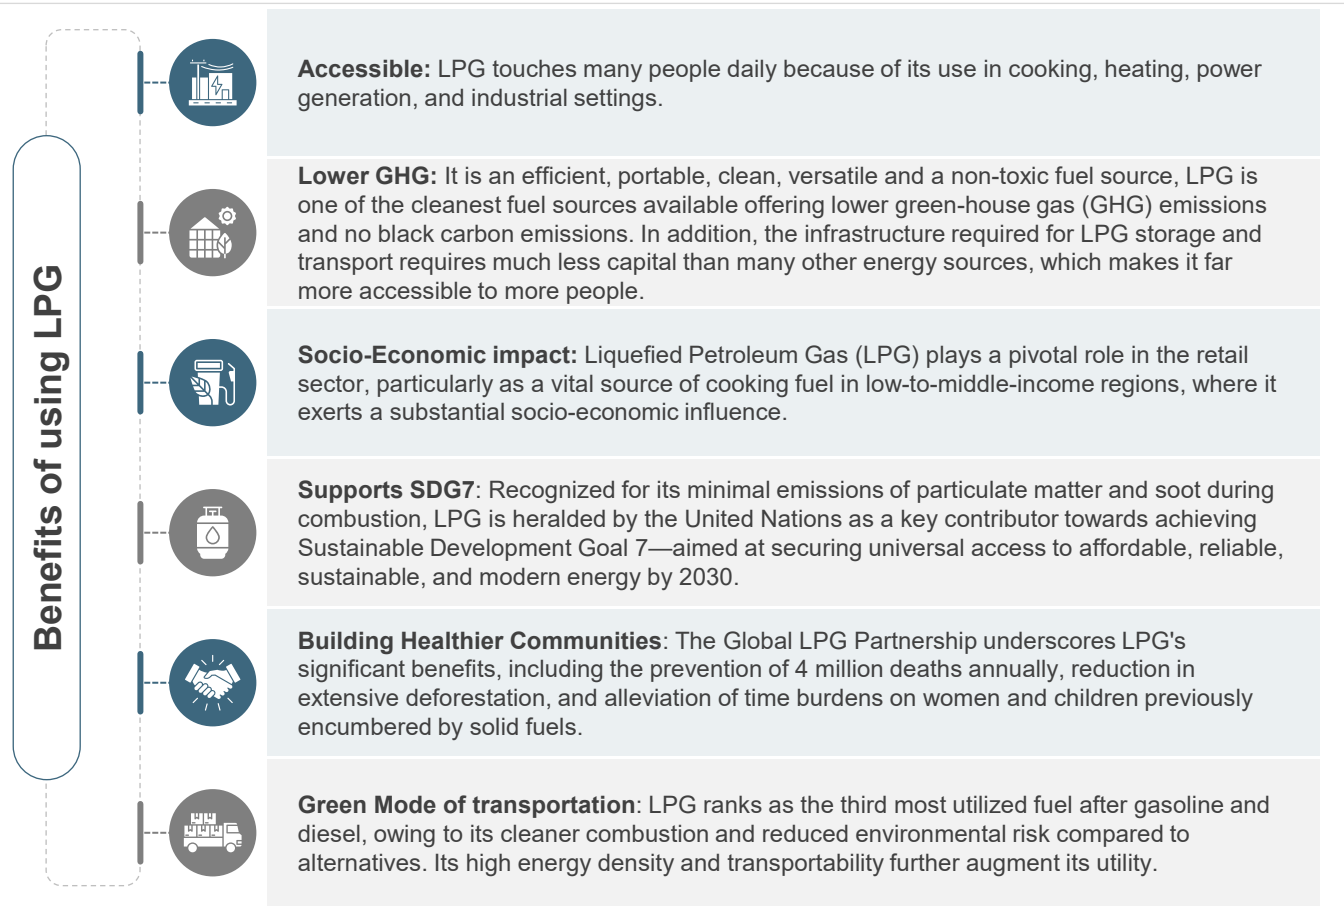 Benefits of using LPG
Accessible: LPG touches many people daily because of its use in cooking, heating, power
generation, and industrial settings.
Lower GHG: It is an efficient, portable, clean, versatile and a non-toxic fuel source, LPG is
one of the cleanest fuel sources available offering lower green-house gas (GHG) emissions
and no black carbon emissions. In addition, the infrastructure required for LPG storage and
transport requires much less capital than many other energy sources, which makes it far
more accessible to more people.
Socio-Economic impact: Liquefied Petroleum Gas (LPG) plays a pivotal role in the retail
sector, particularly as a vital source of cooking fuel in low-to-middle-income regions, where it
exerts a substantial socio-economic influence.
Supports SDG7: Recognized for its minimal emissions of particulate matter and soot during
combustion, LPG is heralded by the United Nations as a key contributor towards achieving
Sustainable Development Goal 7—aimed at securing universal access to affordable, reliable,
sustainable, and modern energy by 2030.
Building Healthier Communities: The Global LPG Partnership underscores LPG's
significant benefits, including the prevention of 4 million deaths annually, reduction in
extensive deforestation, and alleviation of time burdens on women and children previously
encumbered by solid fuels.
Green Mode of transportation: LPG ranks as the third most utilized fuel after gasoline and
diesel, owing to its cleaner combustion and reduced environmental risk compared to
alternatives. Its high energy density and transportability further augment its utility.